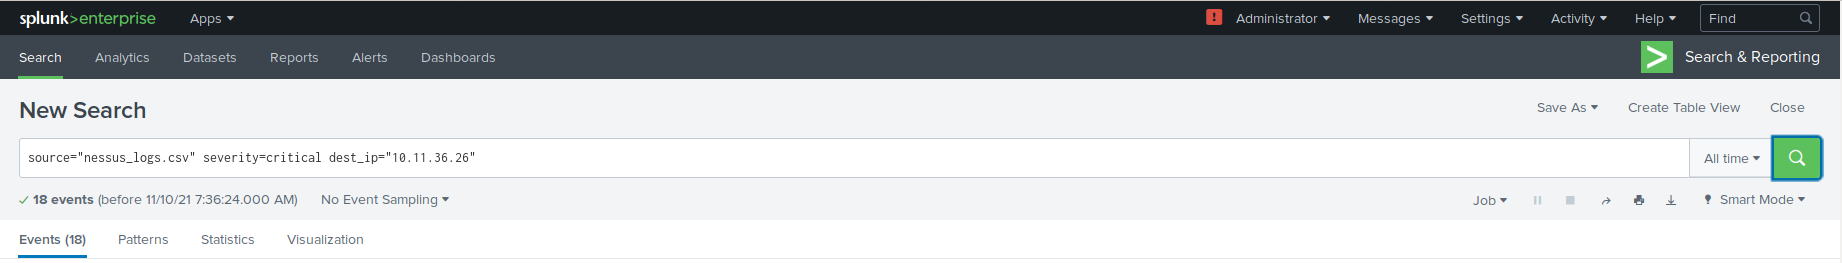 splunk>enterprise Apps ! Administrator Messages Settings Activity Help Find
Search Analytics Datasets Reports Alerts Dashboards > Search & Reporting
New Search Save As Create Table View Close
source="nessus_logs.csv" severity=critical dest_ip="10.11.36.26" All time
✓ 18 events (before 11/10/21 7:36:24.000 AM) No Event Sampling Job Smart Mode
Events (18) Patterns Statistics Visualization